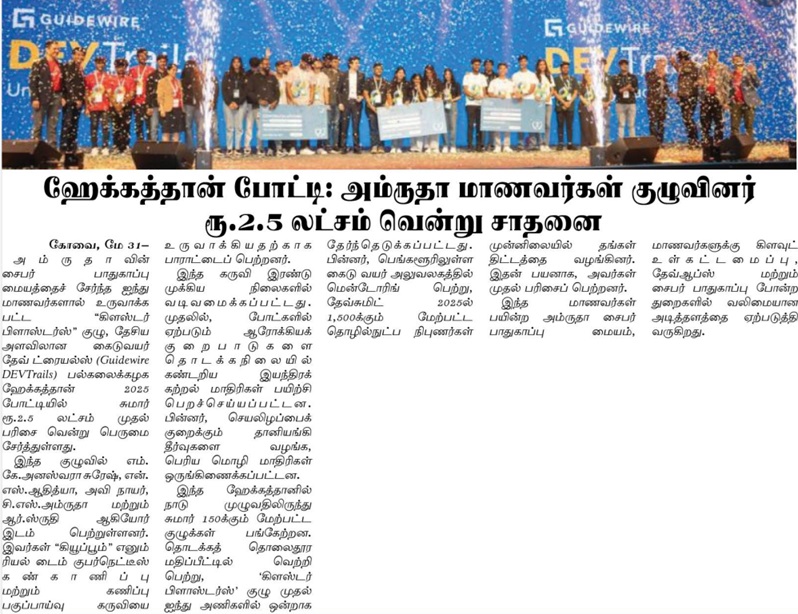 GUIDEWIRE
DEVTrails
GUIDEWIRE
DEVTrails
ஹேக்கத்தான் போட்டி: அம்ருதா மாணவர்கள் குழுவினர்
ரூ.2.5 லட்சம் வென்று சாதனை
கோவை, மே 31–
அம்ருதாவின்
சைபர் பாதுகாப்பு
மையத்தைச் சேர்ந்த ஐந்து
மாணவர்களால் உருவாக்க
பட்ட "கிளஸ்டர்
பிளாஸ்டர்ஸ்" குழு, தேசிய
அளவிலான கைடுவயர்
தேவ் ட்ரையல்ஸ் (Guidewire
DEVTrails) பல்கலைக்கழக
ஹேக்கத்தான் 2025
போட்டியில் சுமார்
ரூ.2.5 லட்சம் முதல்
பரிசை வென்று பெருமை
சேர்த்துள்ளது.
இந்த குழுவில் எம்.
கே.அனஸ்வரா சுரேஷ், என்.
எஸ்.ஆதித்யா, அவி நாயர்,
சி.எஸ்.அம்ருதா மற்றும்
ஆர்.ஸ்ருதி ஆகியோர்
இடம் பெற்றுள்ளனர்.
இவர்கள் "கியூப்பூம்" எனும்
ரியல் டைம் குபர்நெட்டீஸ்
கண்காணிப்பு
மற்றும் கணிப்பு
பகுப்பாய்வு கருவியை
உருவாக்கியதற்காக
பாராட்டைப் பெற்றனர்.
இந்த கருவி இரண்டு
முக்கிய நிலைகளில்
வடிவமைக்கப்பட்டது.
முதலில், போட்களில்
ஏற்படும் ஆரோக்கியக்
குறைபாடுகளை
தொடக்கநிலையில்
கண்டறிய இயந்திரக்
கற்றல் மாதிரிகள் பயிற்சி
பெறச்செய்யப்பட்டன.
பின்னர், செயலிழப்பைக்
குறைக்கும் தானியங்கி
தீர்வுகளை வழங்க,
பெரிய மொழி மாதிரிகள்
ஒருங்கிணைக்கப்பட்டன.
இந்த ஹேக்கத்தானில்
நாடு முழுவதிலிருந்து
சுமார் 150க்கும் மேற்பட்ட
குழுக்கள் பங்கேற்றன.
தொடக்கத் தொலைதூர
மதிப்பீட்டில் வெற்றி
பெற்று, 'கிளஸ்டர்
பிளாஸ்டர்ஸ்' குழு முதல்
ஐந்து அணிகளில் ஒன்றாக
தேர்ந்தெடுக்கப்பட்டது.
பின்னர், பெங்களூரிலுள்ள
கைடு வயர் அலுவலகத்தில்
மென்டோரிங் பெற்று,
தேவ்சுமிட் 2025ல்
1,500க்கும் மேற்பட்ட
தொழில்நுட்ப நிபுணர்கள்
முன்னிலையில் தங்கள்
திட்டத்தை வழங்கினர்.
இதன் பயனாக, அவர்கள்
முதல் பரிசைப் பெற்றனர்.
இந்த மாணவர்கள்
பயின்ற அம்ருதா சைபர்
பாதுகாப்பு மையம்,
மாணவர்களுக்கு கிளவுட்
உள்கட்டமைப்பு,
தேவ்ஆப்ஸ் மற்றும்
சைபர் பாதுகாப்பு போன்ற
துறைகளில் வலிமையான
அடித்தளத்தை ஏற்படுத்தி
வருகிறது.